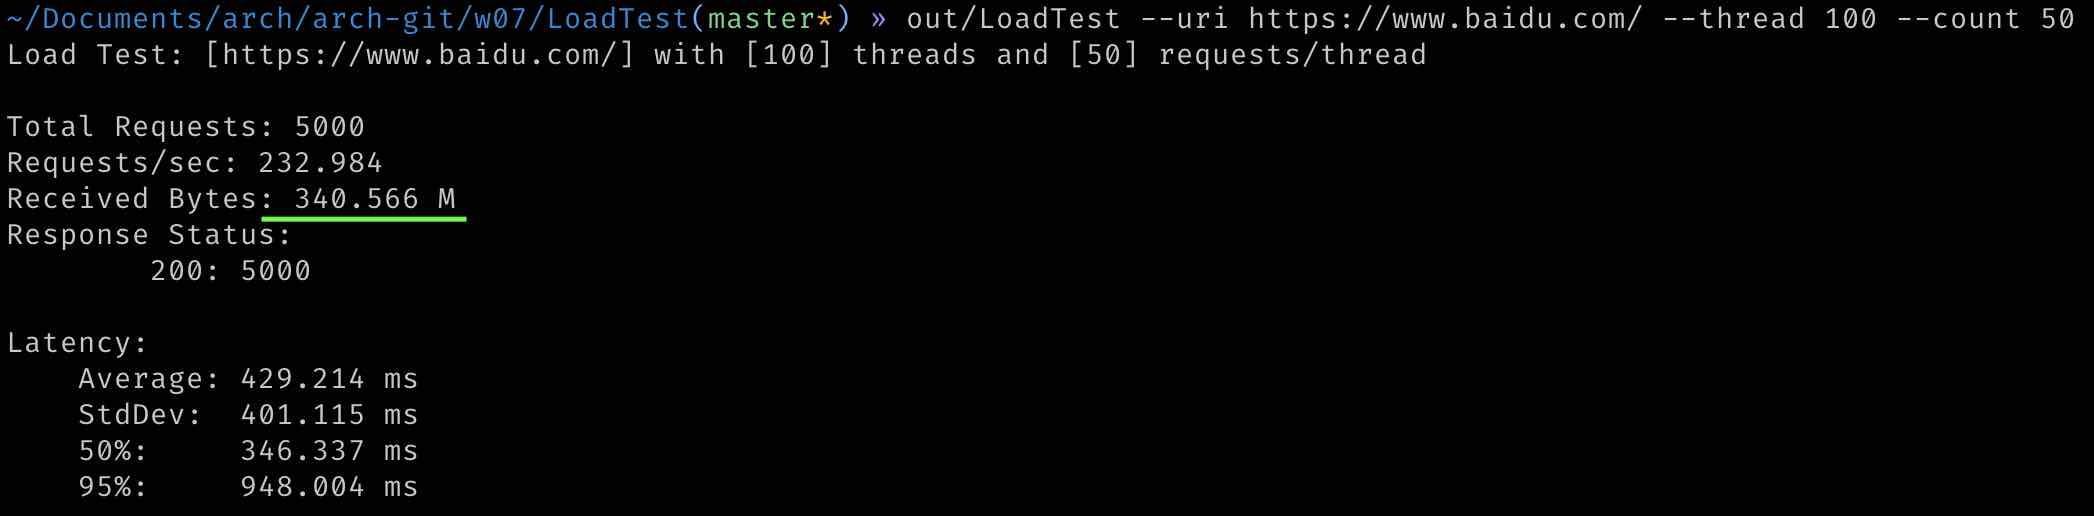 ~/Documents/arch/arch-git/w07/LoadTest(master*) » out/LoadTest --uri https://www.baidu.com/ --thread 100 --count 50
Load Test: [https://www.baidu.com/] with [100] threads and [50] requests/thread
Total Requests: 5000
Requests/sec: 232.984
Received Bytes: 340.566 M
Response Status:
200: 5000
Latency:
Average: 429.214 ms
StdDev: 401.115 ms
50%: 346.337 ms
95%: 948.004 ms